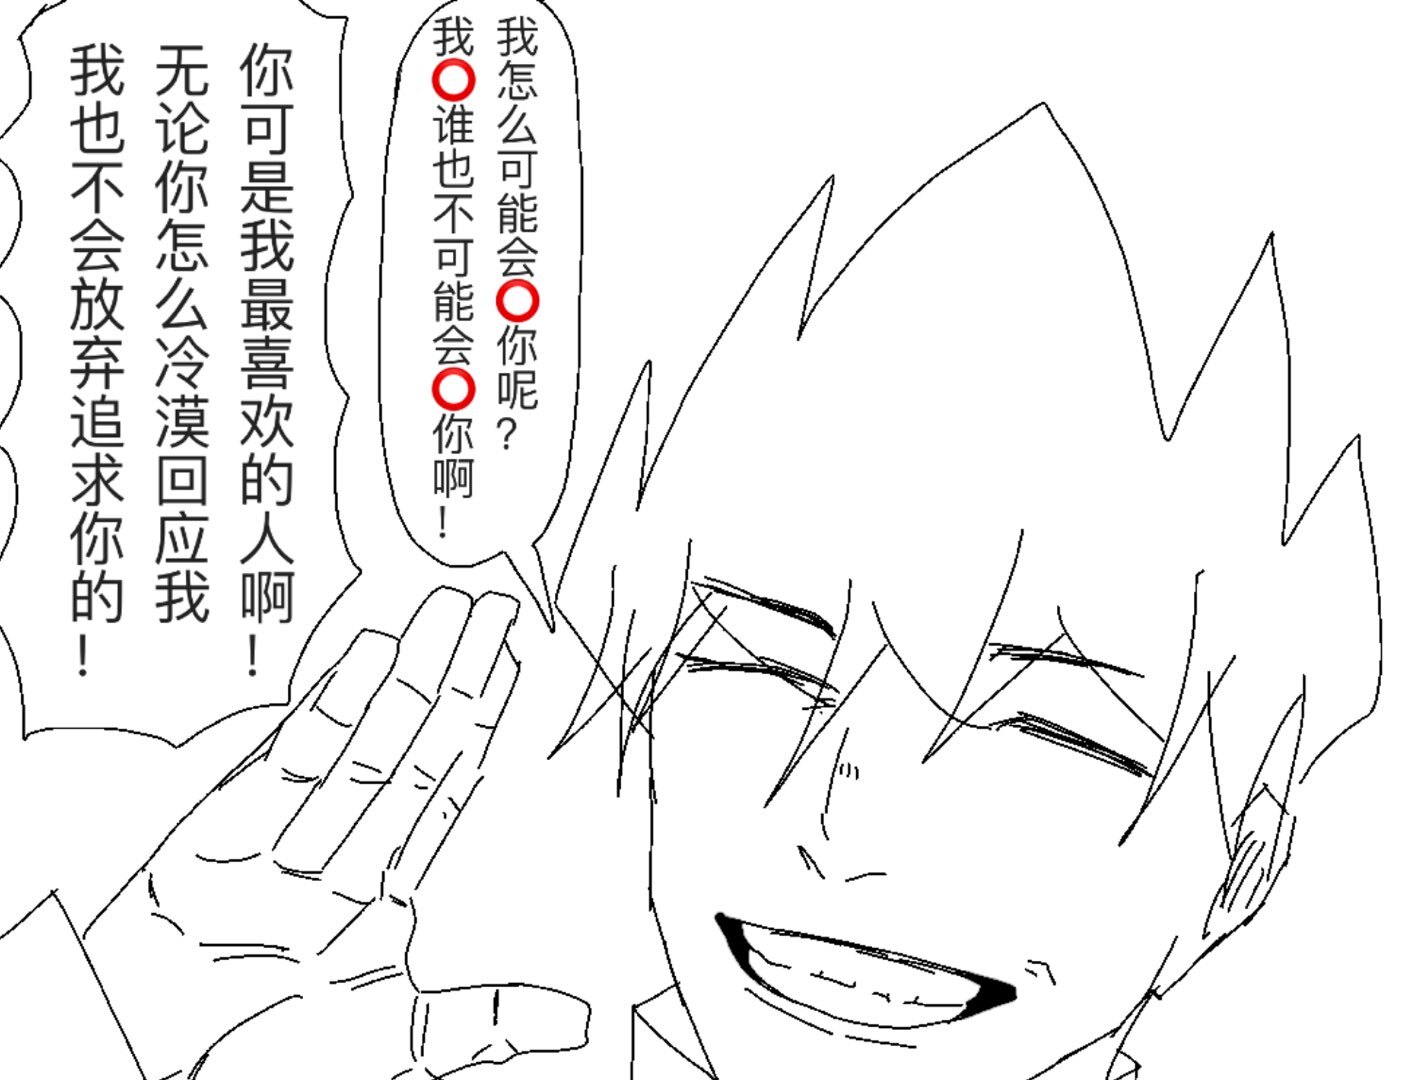 我怎么可能会⭕你呢？
我⭕谁也不可能会⭕你啊！
你可是我最喜欢的人啊！
无论你怎么冷漠回应我
我也不会放弃追求你的！